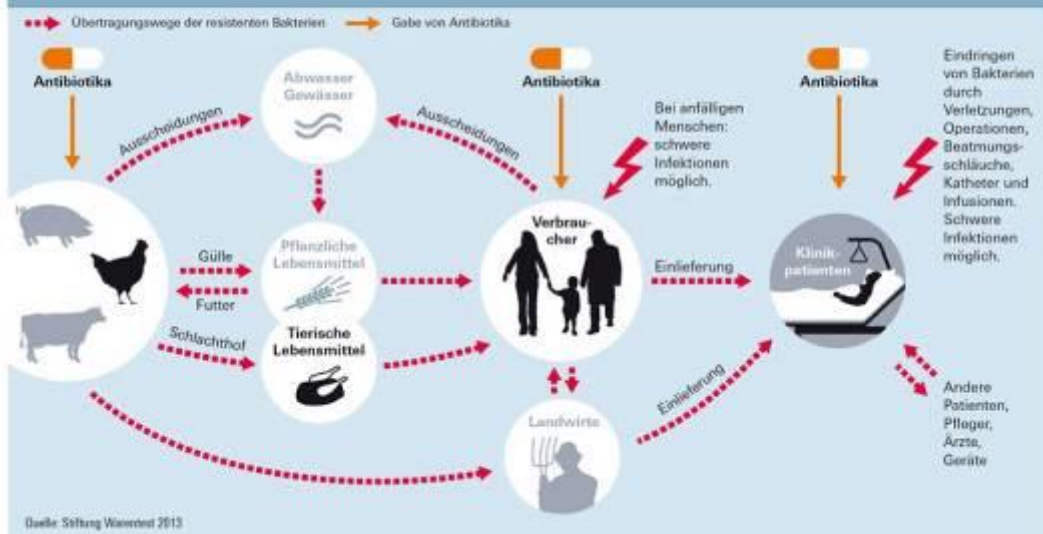 Übertragungswege der resistenten Bakterien
Gabe von Antibiotika
Antibiotika
Abwasser
Gewässer
Antibiotika
Antibiotika
Eindringen
von Bakterien
durch
Verletzungen,
Operationen,
Beatmungs-
schläuche,
Katheter und
Infusionen.
Schwere
Infektionen
möglich.
Bei anfälligen
Menschen:
schwere
Infektionen
möglich.
Ausscheidungen
Ausscheidungen
Gülle
Futter
Schlachthof
Pflanzliche
Lebensmittel
Tierische
Lebensmittel
Verbrau-
cher
Einlieferung
Klinik-
patienten
Landwirte
Einlieferung
Andere
Patienten,
Pfleger,
Ärzte,
Geräte
Quelle: Stiftung Warentest 2013